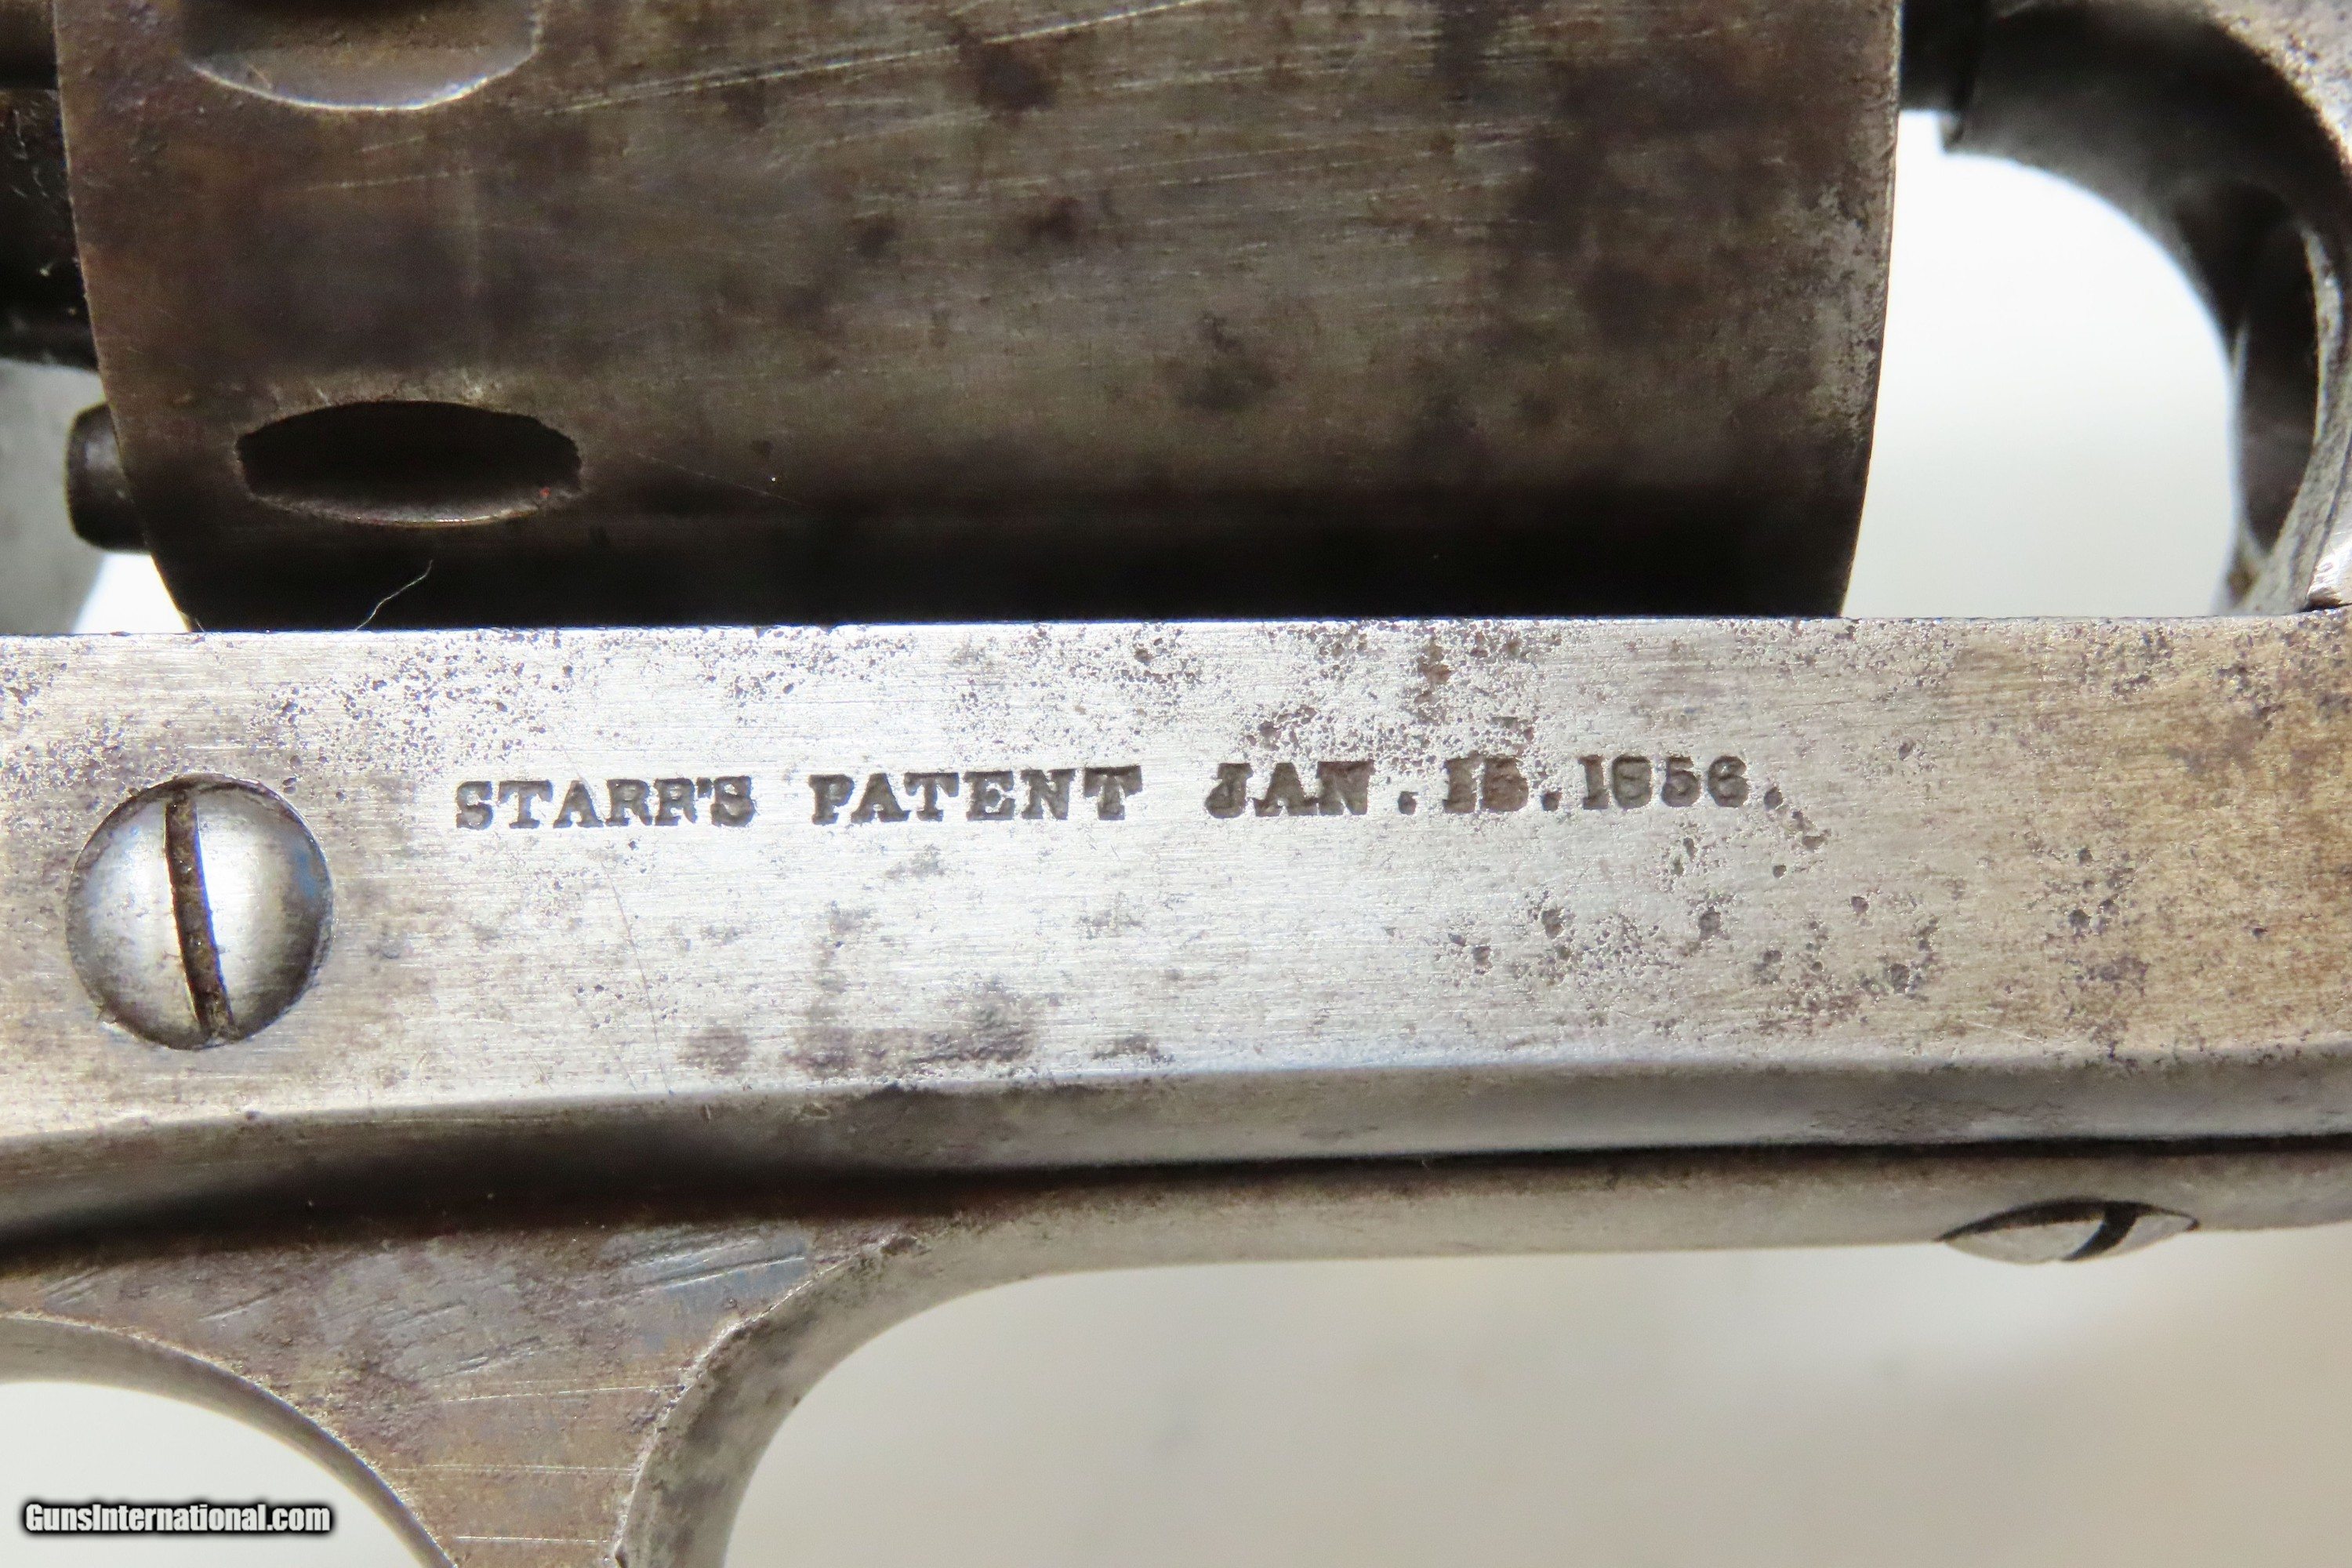 STARR'S PATENT JAN. 15. 1856.
GunsInternational.com